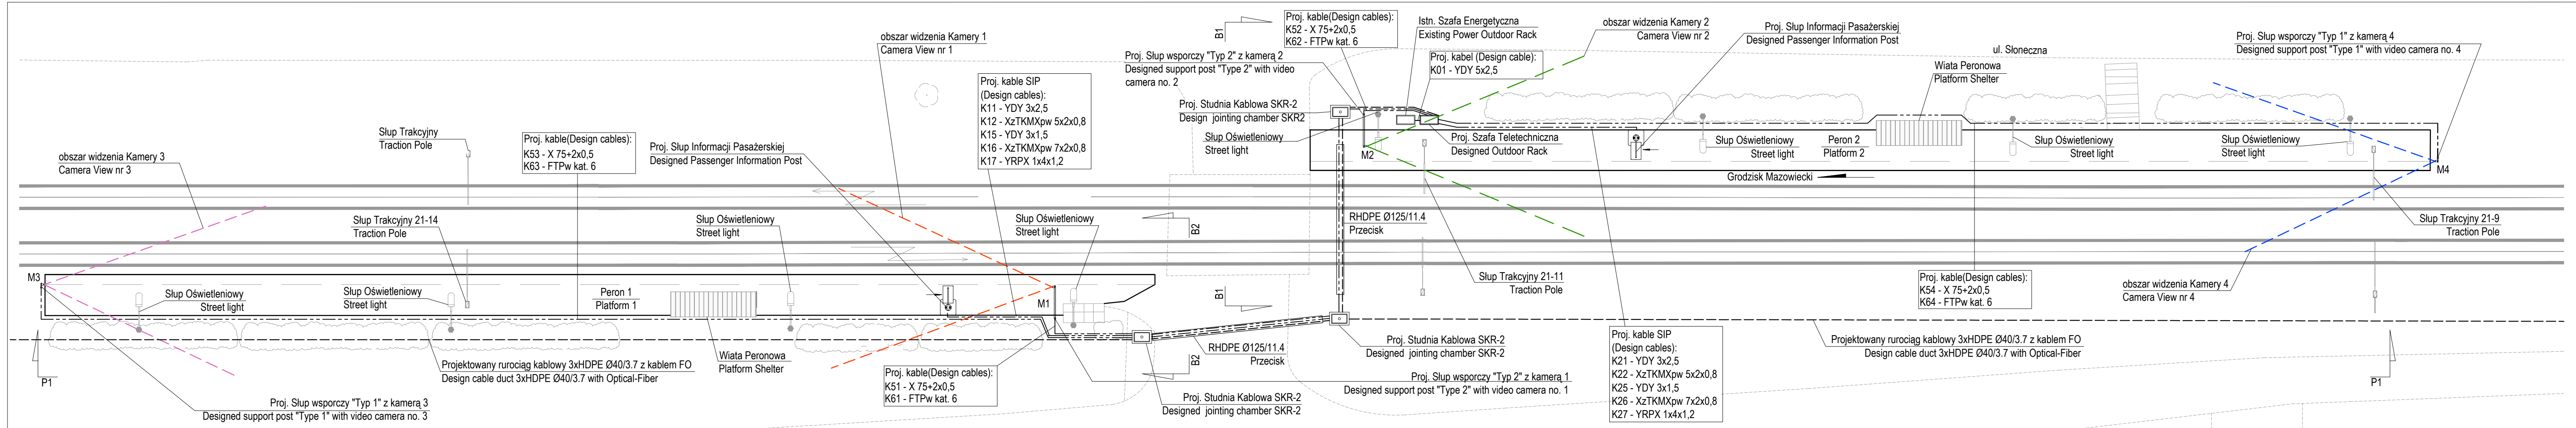 obszar widzenia Kamery 3
Camera View nr 3
Słup Trakcyjny
Traction Pole
Proj. kable(Design cables):
K53 - X 75+2x0,5
K63 - FTPw kat. 6
Proj. Słup Informacji Pasażerskiej
Designed Passenger Information Post
obszar widzenia Kamery 1
Camera View nr 1
Proj. kable SIP
(Design cables):
K11 - YDY 3x2,5
K12 - XzTKMXpw 5x2x0,8
K15 - YDY 3x1,5
K16 - XzTKMXpw 7x2x0,8
K17 - YRPX 1x4x1,2
B1
Proj. Słup wsporczy "Typ 2" z kamerą 2
Designed support post "Type 2" with video
camera no. 2
Proj. kable(Design cables):
K52 - X 75+2x0,5
K62 - FTPw kat. 6
Istn. Szafa Energetyczna
Existing Power Outdoor Rack
Proj. kabel (Design cable):
K01 - YDY 5x2,5
obszar widzenia Kamery 2
Camera View nr 2
Proj. Słup Informacji Pasażerskiej
Designed Passenger Information Post
ul. Słoneczna
Wiata Peronowa
Platform Shelter
Proj. Słup wsporczy "Typ 1" z kamerą 4
Designed support post "Type 1" with video camera no. 4
Proj. Studnia Kablowa SKR-2
Design  jointing chamber SKR2
Słup Oświetleniowy
Street light
M2
Proj. Szafa Teletechniczna
Designed Outdoor Rack
Słup Oświetleniowy
Street light
Peron 2
Platform 2
Słup Oświetleniowy
Street light
Słup Oświetleniowy
Street light
M4
Grodzisk Mazowiecki
Słup Trakcyjny 21-14
Traction Pole
Słup Oświetleniowy
Street light
Słup Oświetleniowy
Street light
B2
RHDPE Ø125/11.4
Przecisk
Słup Trakcyjny 21-9
Traction Pole
M3
Słup Oświetleniowy
Street light
Słup Oświetleniowy
Street light
Peron 1
Platform 1
M1
B1
Słup Trakcyjny 21-11
Traction Pole
Proj. kable(Design cables):
K54 - X 75+2x0,5
K64 - FTPw kat. 6
obszar widzenia Kamery 4
Camera View nr 4
P1
Projektowany rurociąg kablowy 3xHDPE Ø40/3.7 z kablem FO
Design cable duct 3xHDPE Ø40/3.7 with Optical-Fiber
Wiata Peronowa
Platform Shelter
Proj. kable(Design cables):
K51 - X 75+2x0,5
K61 - FTPw kat. 6
B2
RHDPE Ø125/11.4
Przecisk
Proj. Studnia Kablowa SKR-2
Designed  jointing chamber SKR-2
Proj. kable SIP
(Design cables):
K21 - YDY 3x2,5
K22 - XzTKMXpw 5x2x0,8
K25 - YDY 3x1,5
K26 - XzTKMXpw 7x2x0,8
K27 - YRPX 1x4x1,2
Projektowany rurociąg kablowy 3xHDPE Ø40/3.7 z kablem FO
Design cable duct 3xHDPE Ø40/3.7 with Optical-Fiber
P1
Proj. Słup wsporczy "Typ 1" z kamerą 3
Designed support post "Type 1" with video camera no. 3
Proj. Studnia Kablowa SKR-2
Designed  jointing chamber SKR-2
Proj. Słup wsporczy "Typ 2" z kamerą 1
Designed support post "Type 2" with video camera no. 1